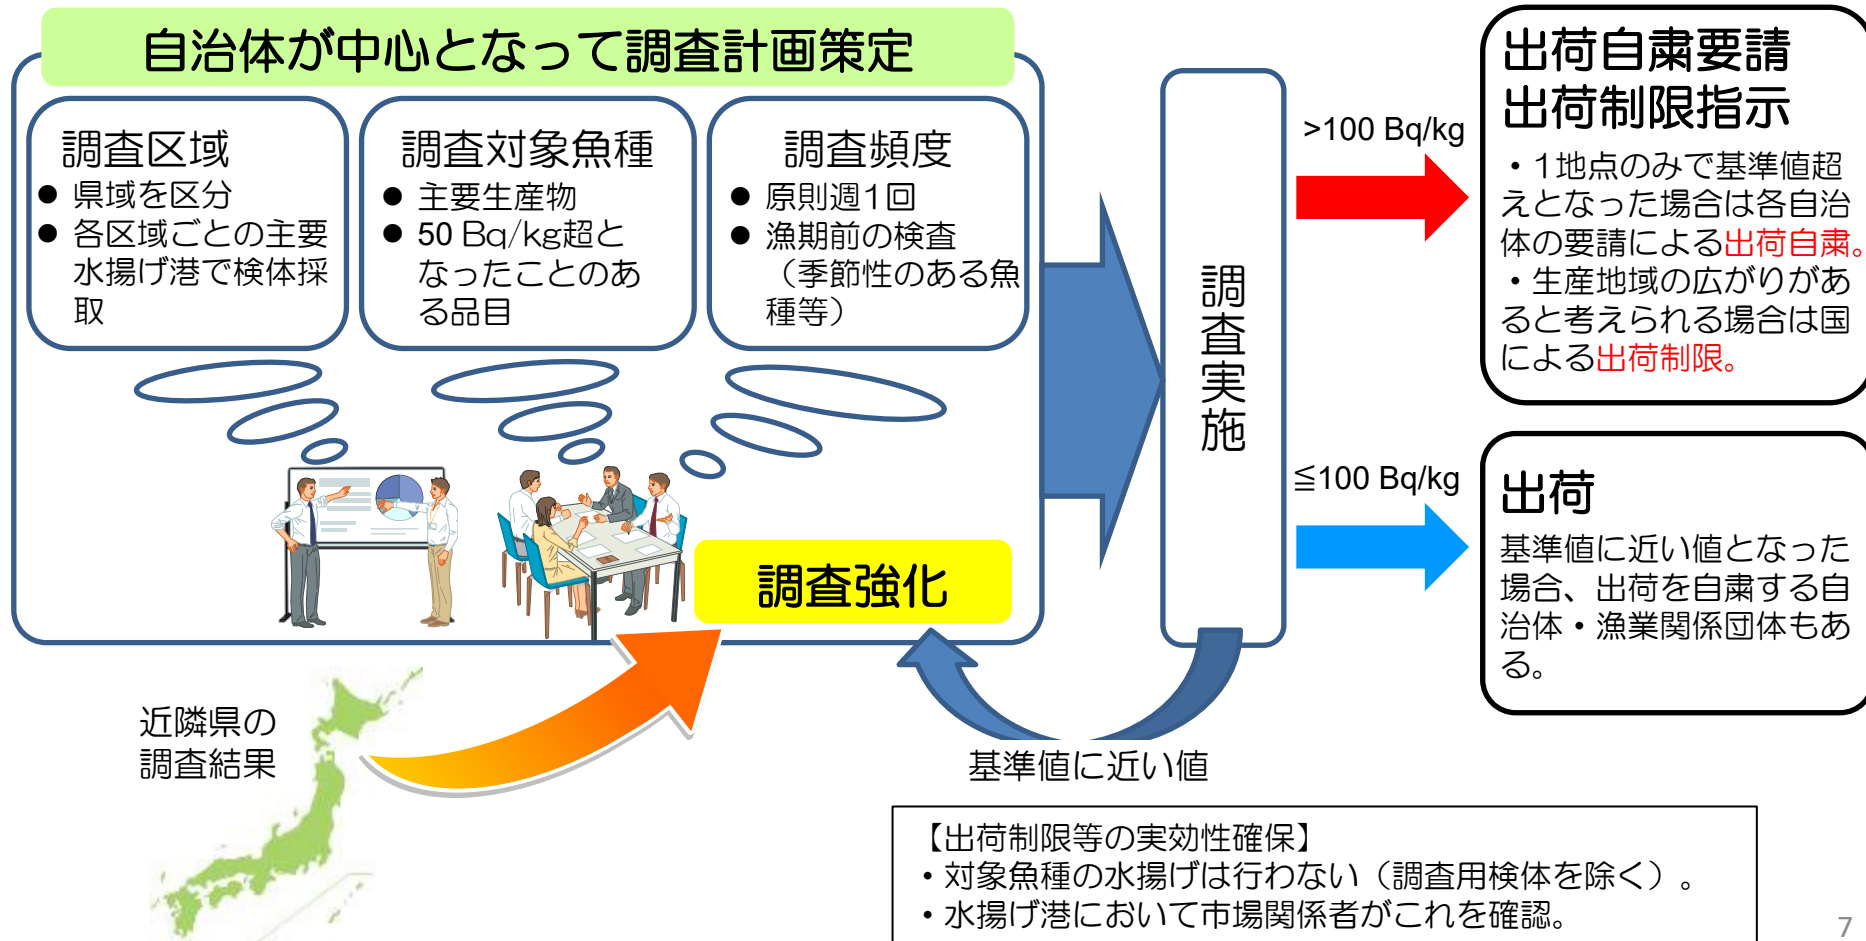 自治体が中心となって調査計画策定
調査区域
● 県域を区分
● 各区域ごとの主要
水揚げ港で検体採
取
調査対象魚種
● 主要生産物
● 50 Bq/kg超と
なったことのあ
る品目
調査頻度
● 原則週1回
● 漁期前の検査
(季節性のある魚
種等)
調査強化
近隣県の
調査結果
基準値に近い値
調査実施
>100 Bq/kg
≦100 Bq/kg
出荷自粛要請
出荷制限指示
・1地点のみで基準値超
えとなった場合は各自治
体の要請による出荷自粛。
・生産地域の広がりがあ
ると考えられる場合は国
による出荷制限。
出荷
基準値に近い値となった
場合、出荷を自粛する自
治体・漁業関係団体もあ
る。
【出荷制限等の実効性確保】
・対象魚種の水揚げは行わない(調査用検体を除く)。
・水揚げ港において市場関係者がこれを確認。
7